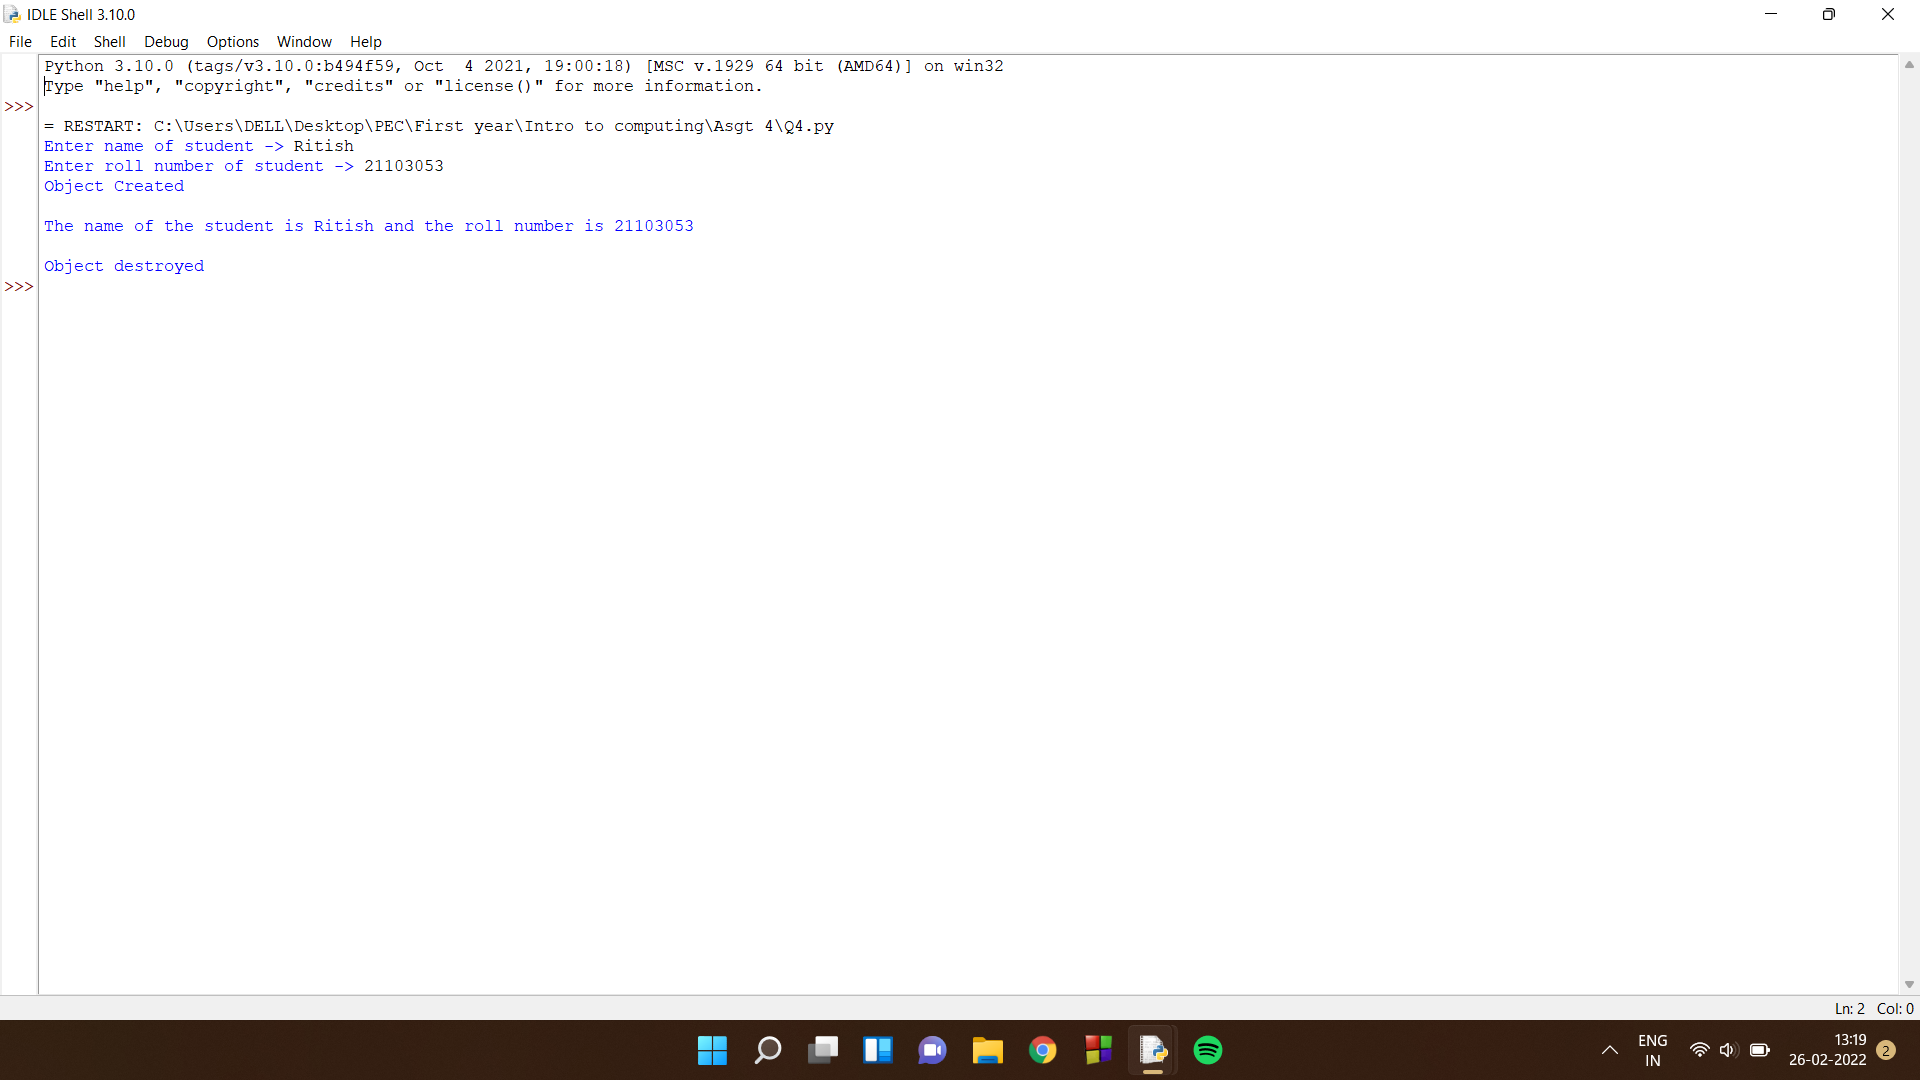 IDLE Shell 3.10.0
File Edit Shell Debug Options Window Help
Python 3.10.0 (tags/v3.10.0:b494f59, Oct  4 2021, 19:00:18) [MSC v.1929 64 bit (AMD64)] on win32
Type "help", "copyright", "credits" or "license()" for more information.
>>>
= RESTART: C:\Users\DELL\Desktop\PEC\First year\Intro to computing\Asgt 4\Q4.py
Enter name of student -> Ritish
Enter roll number of student -> 21103053
Object Created
The name of the student is Ritish and the roll number is 21103053
Object destroyed
>>>
Ln: 2 Col: 0
ENG
IN
13:19
26-02-2022
2